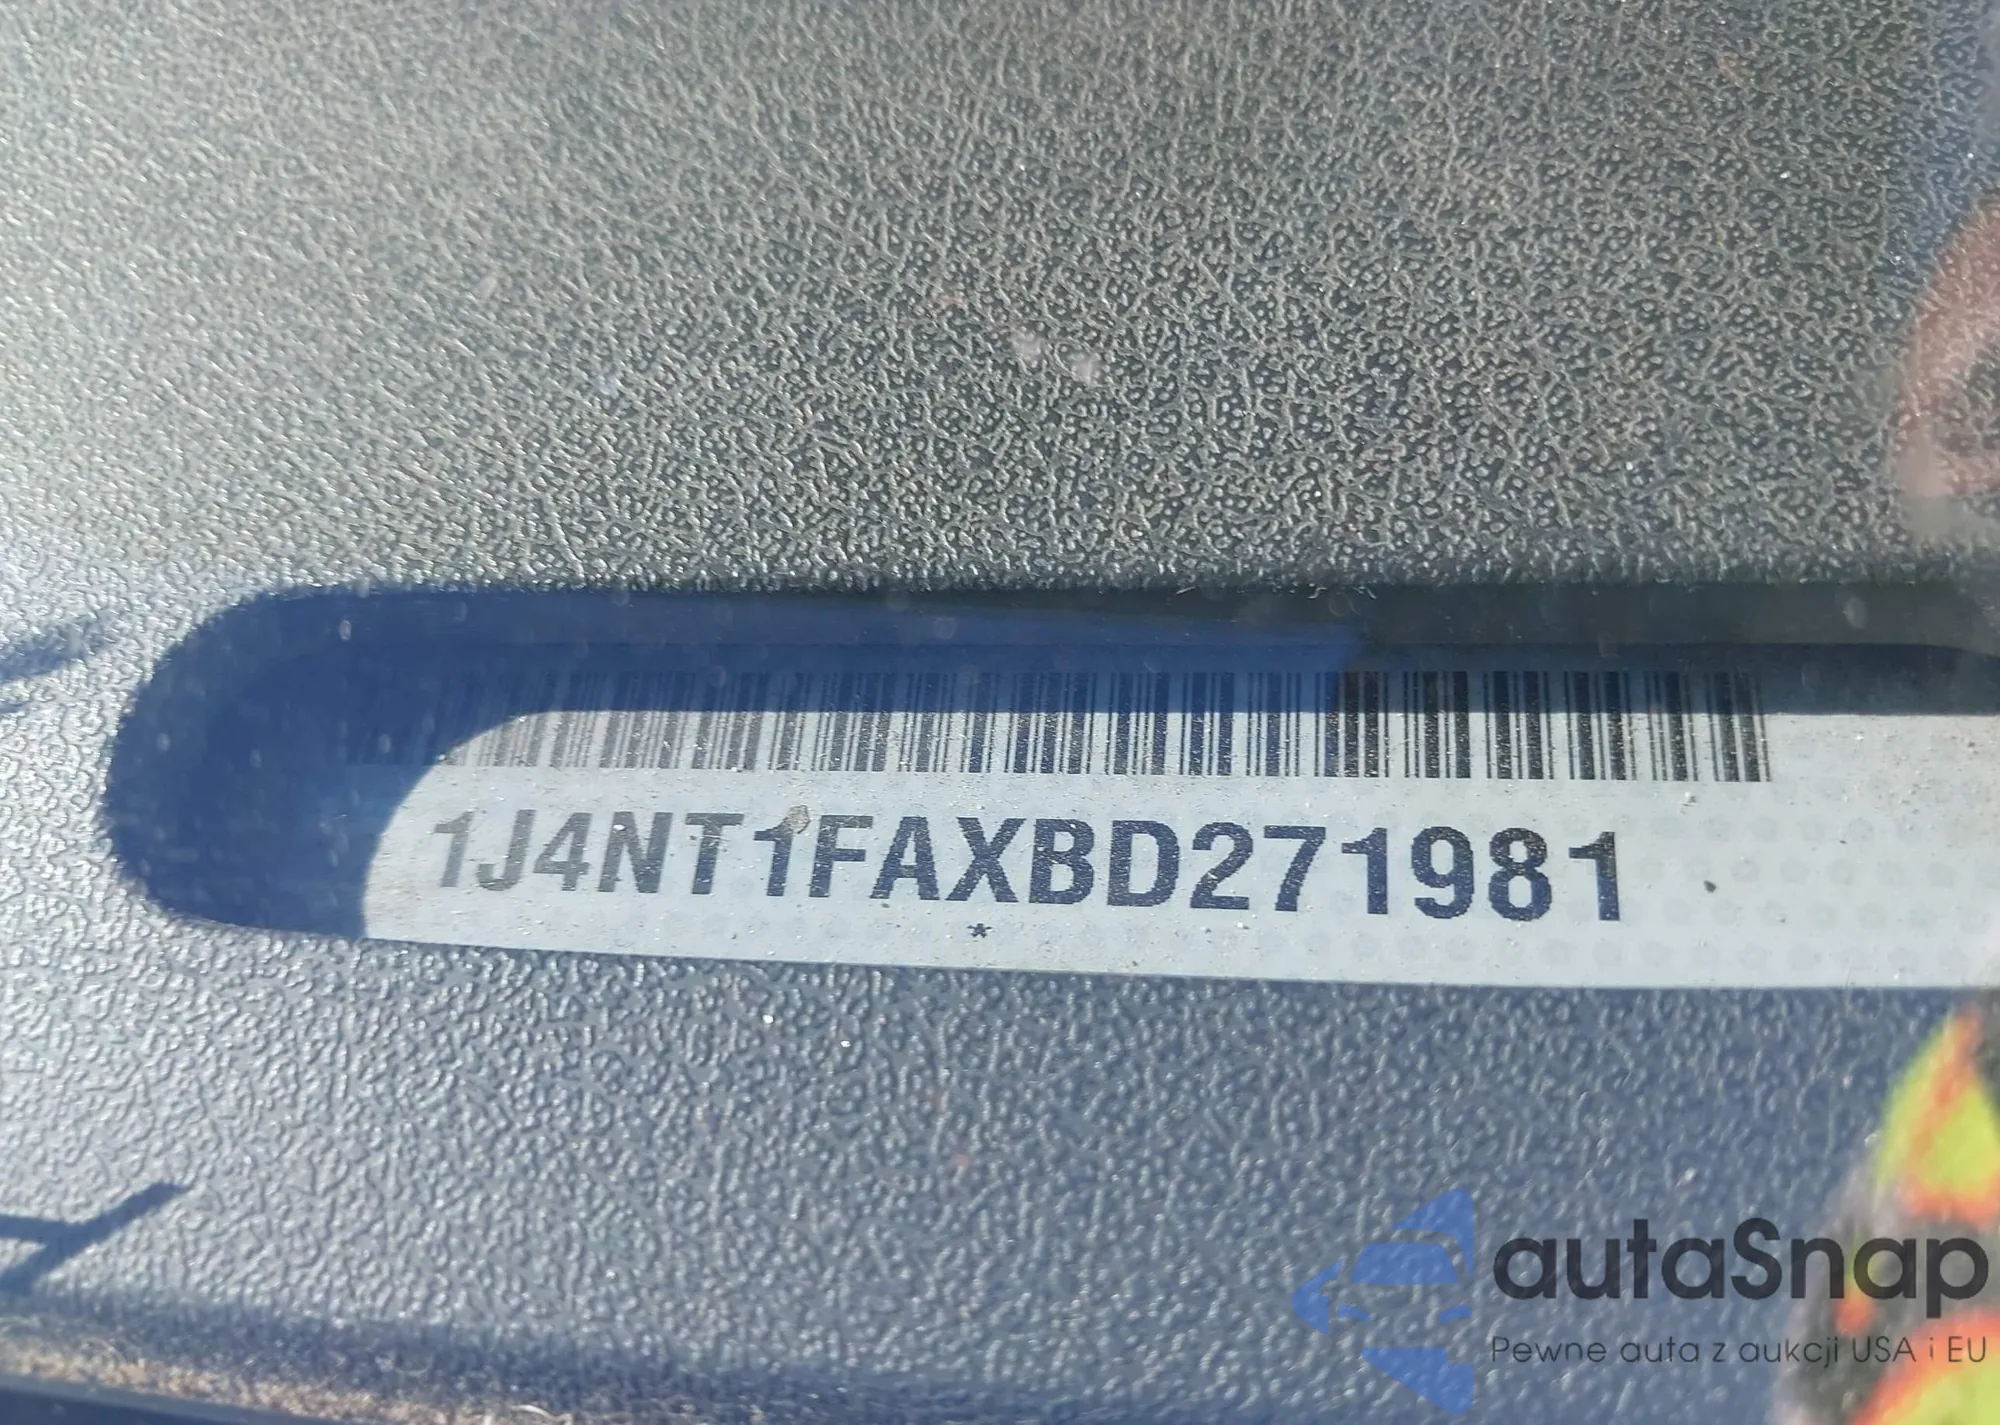 1J4NT1FAXBD271981
*
autaSnap
Pewne auta z aukcji USA i EU